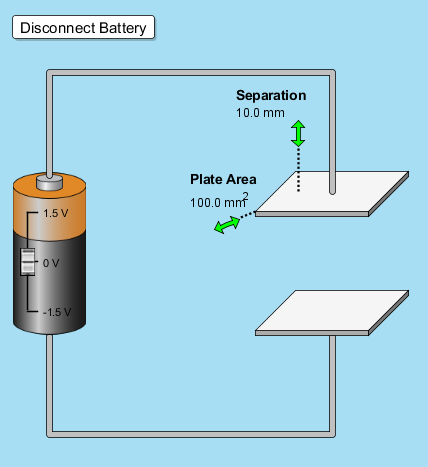 Disconnect Battery
Separation
10.0 mm
Plate Area
100.0 mm2
1.5 V
0 V
-1.5 V